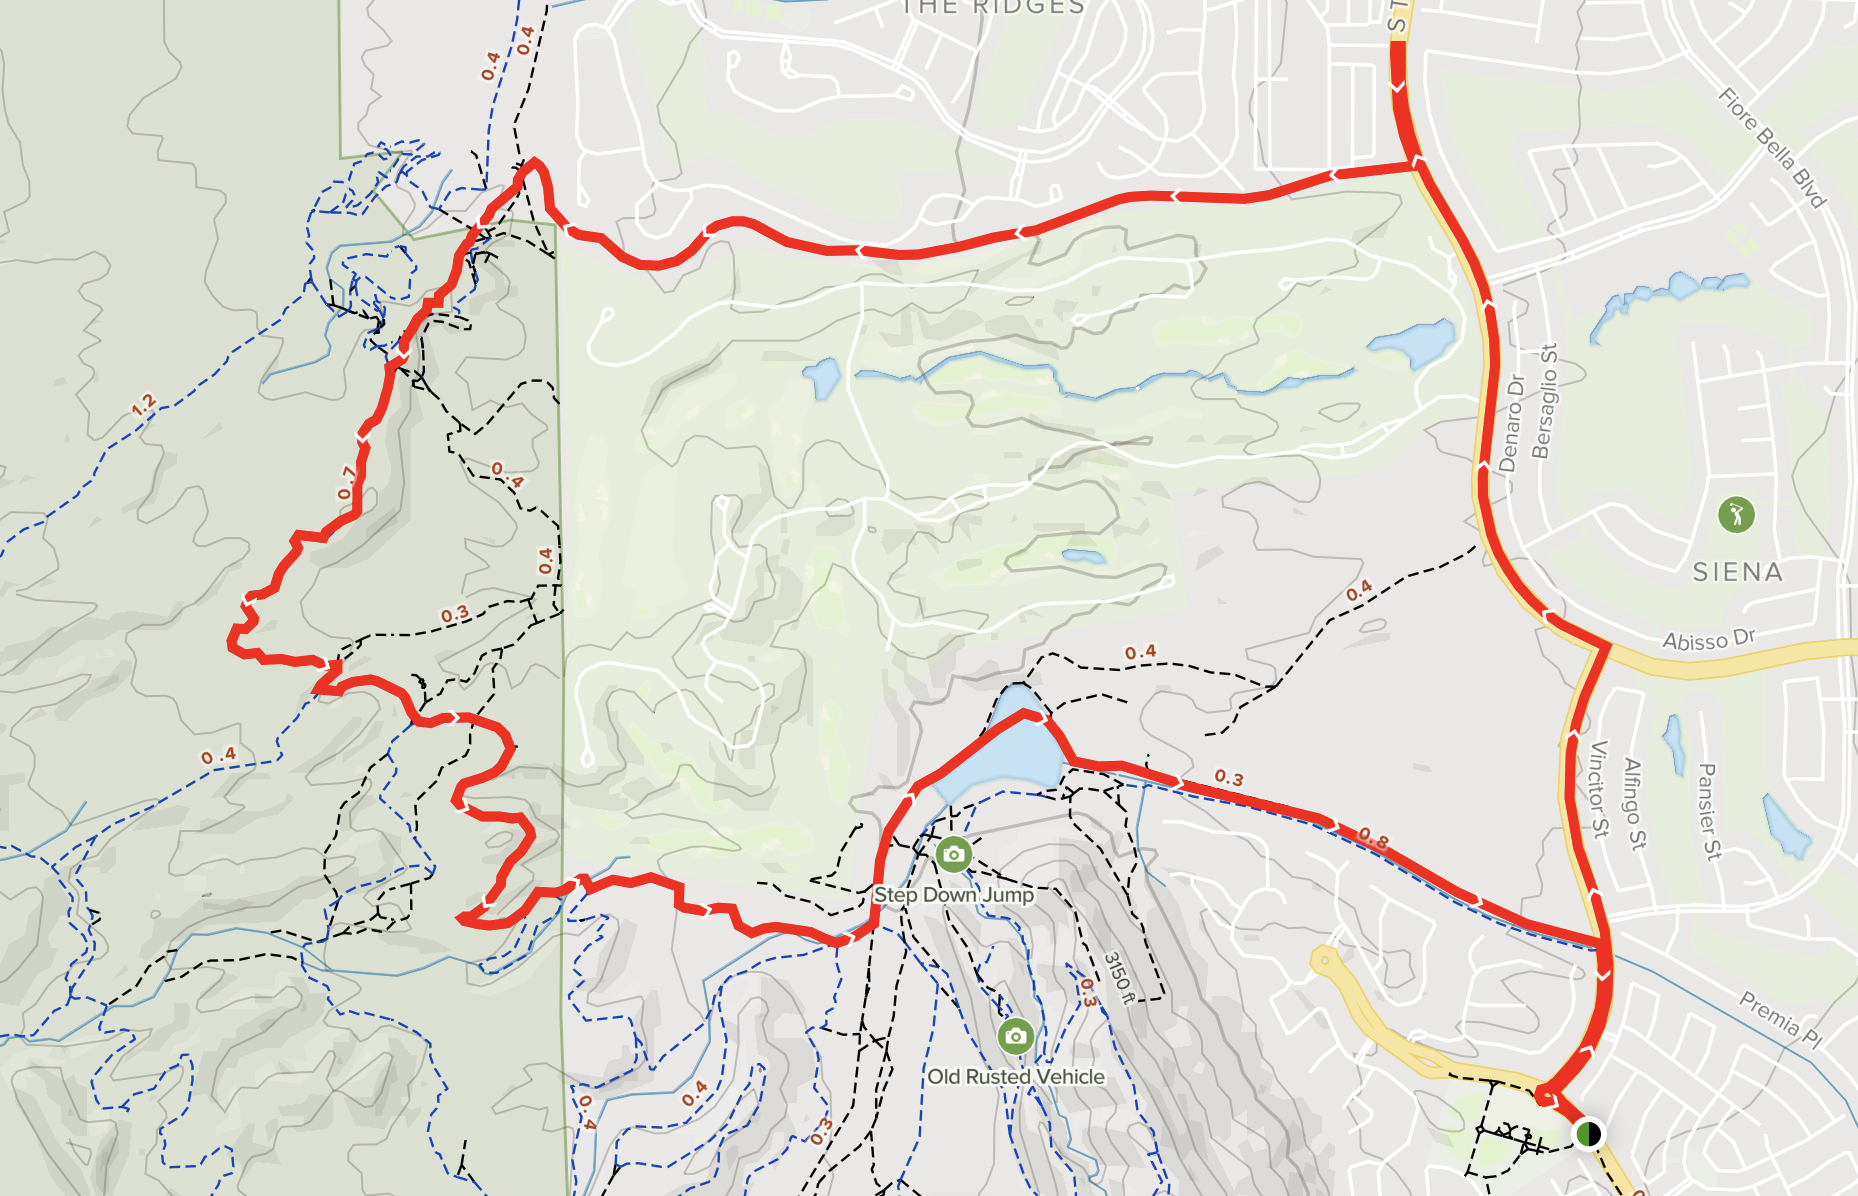 THE RIDGES
ST
0.4
0.4
Fiore Bella Blvd
1.2
0.7
0.4
0.4
Denaro Dr
Bersaglio St
SIENA
0.3
0.4
0.4
Abisso Dr
0.4
0.3
0.8
Vincitor St
Alfingo St
Pansier St
Step Down Jump
3150 ft
0.3
Old Rusted Vehicle
Premia Pl
0.4
0.4
0.3